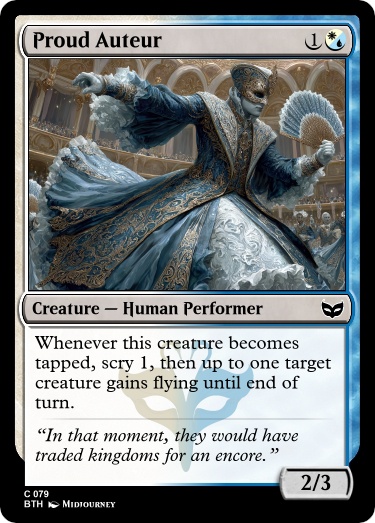 Proud Auteur 1
Creature — Human Performer
Whenever this creature becomes
tapped, scry 1, then up to one target
creature gains flying until end of
turn.
“In that moment, they would have
traded kingdoms for an encore.”
2/3
C 079
BTH Midjourney